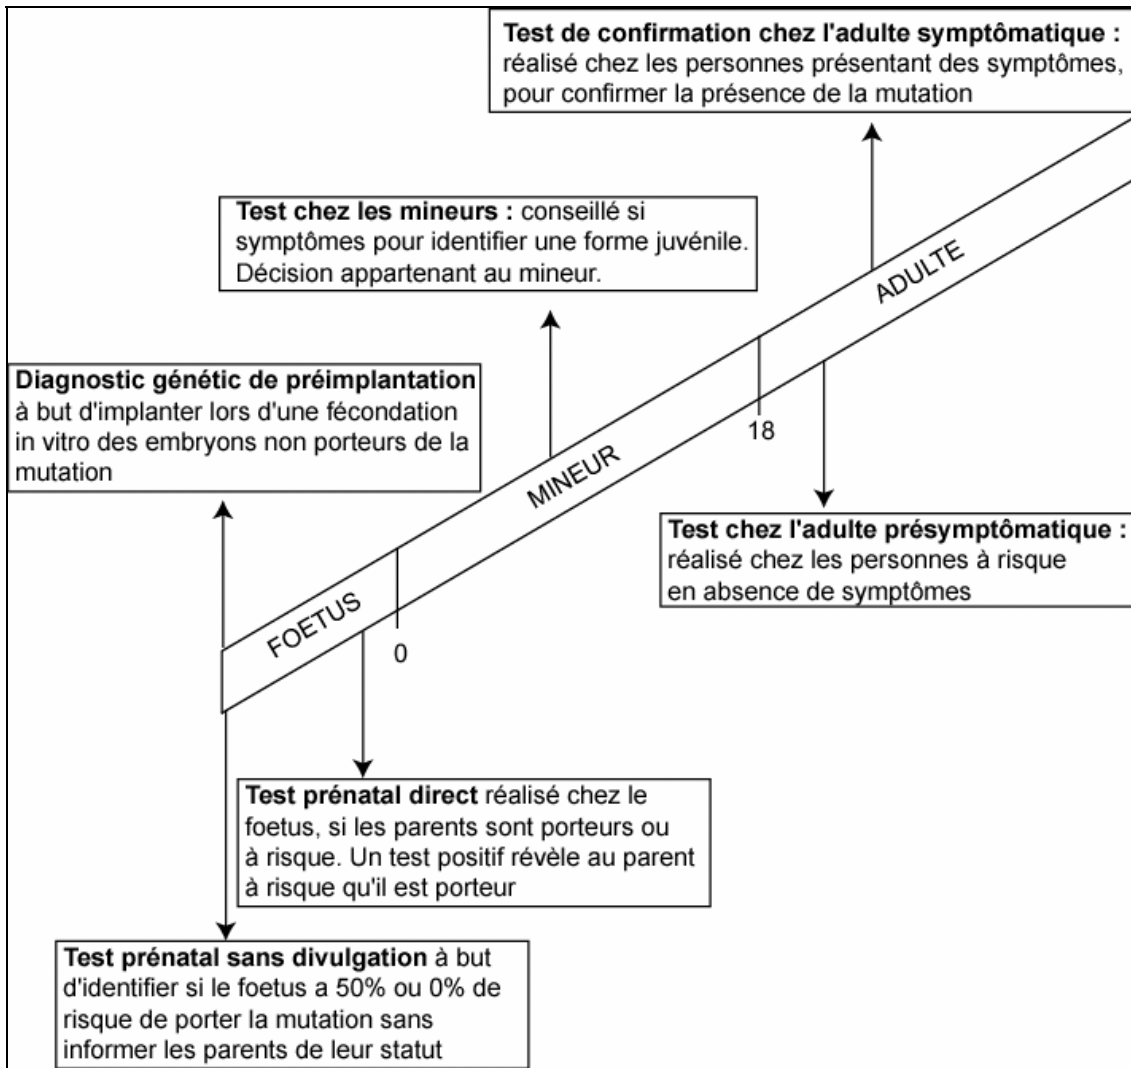 Test de confirmation chez l'adulte symptômatique :
réalisé chez les personnes présentant des symptômes,
pour confirmer la présence de la mutation
Test chez les mineurs : conseillé si
symptômes pour identifier une forme juvénile.
Décision appartenant au mineur.
ADULTE
Diagnostic génétic de préimplantation
à but d'implanter lors d'une fécondation
in vitro des embryons non porteurs de la
mutation
18
MINEUR
Test chez l'adulte présymptômatique :
réalisé chez les personnes à risque
en absence de symptômes
FOETUS
0
Test prénatal direct réalisé chez le
foetus, si les parents sont porteurs ou
à risque. Un test positif révèle au parent
à risque qu'il est porteur
Test prénatal sans divulgation à but
d'identifier si le foetus a 50% ou 0% de
risque de porter la mutation sans
informer les parents de leur statut